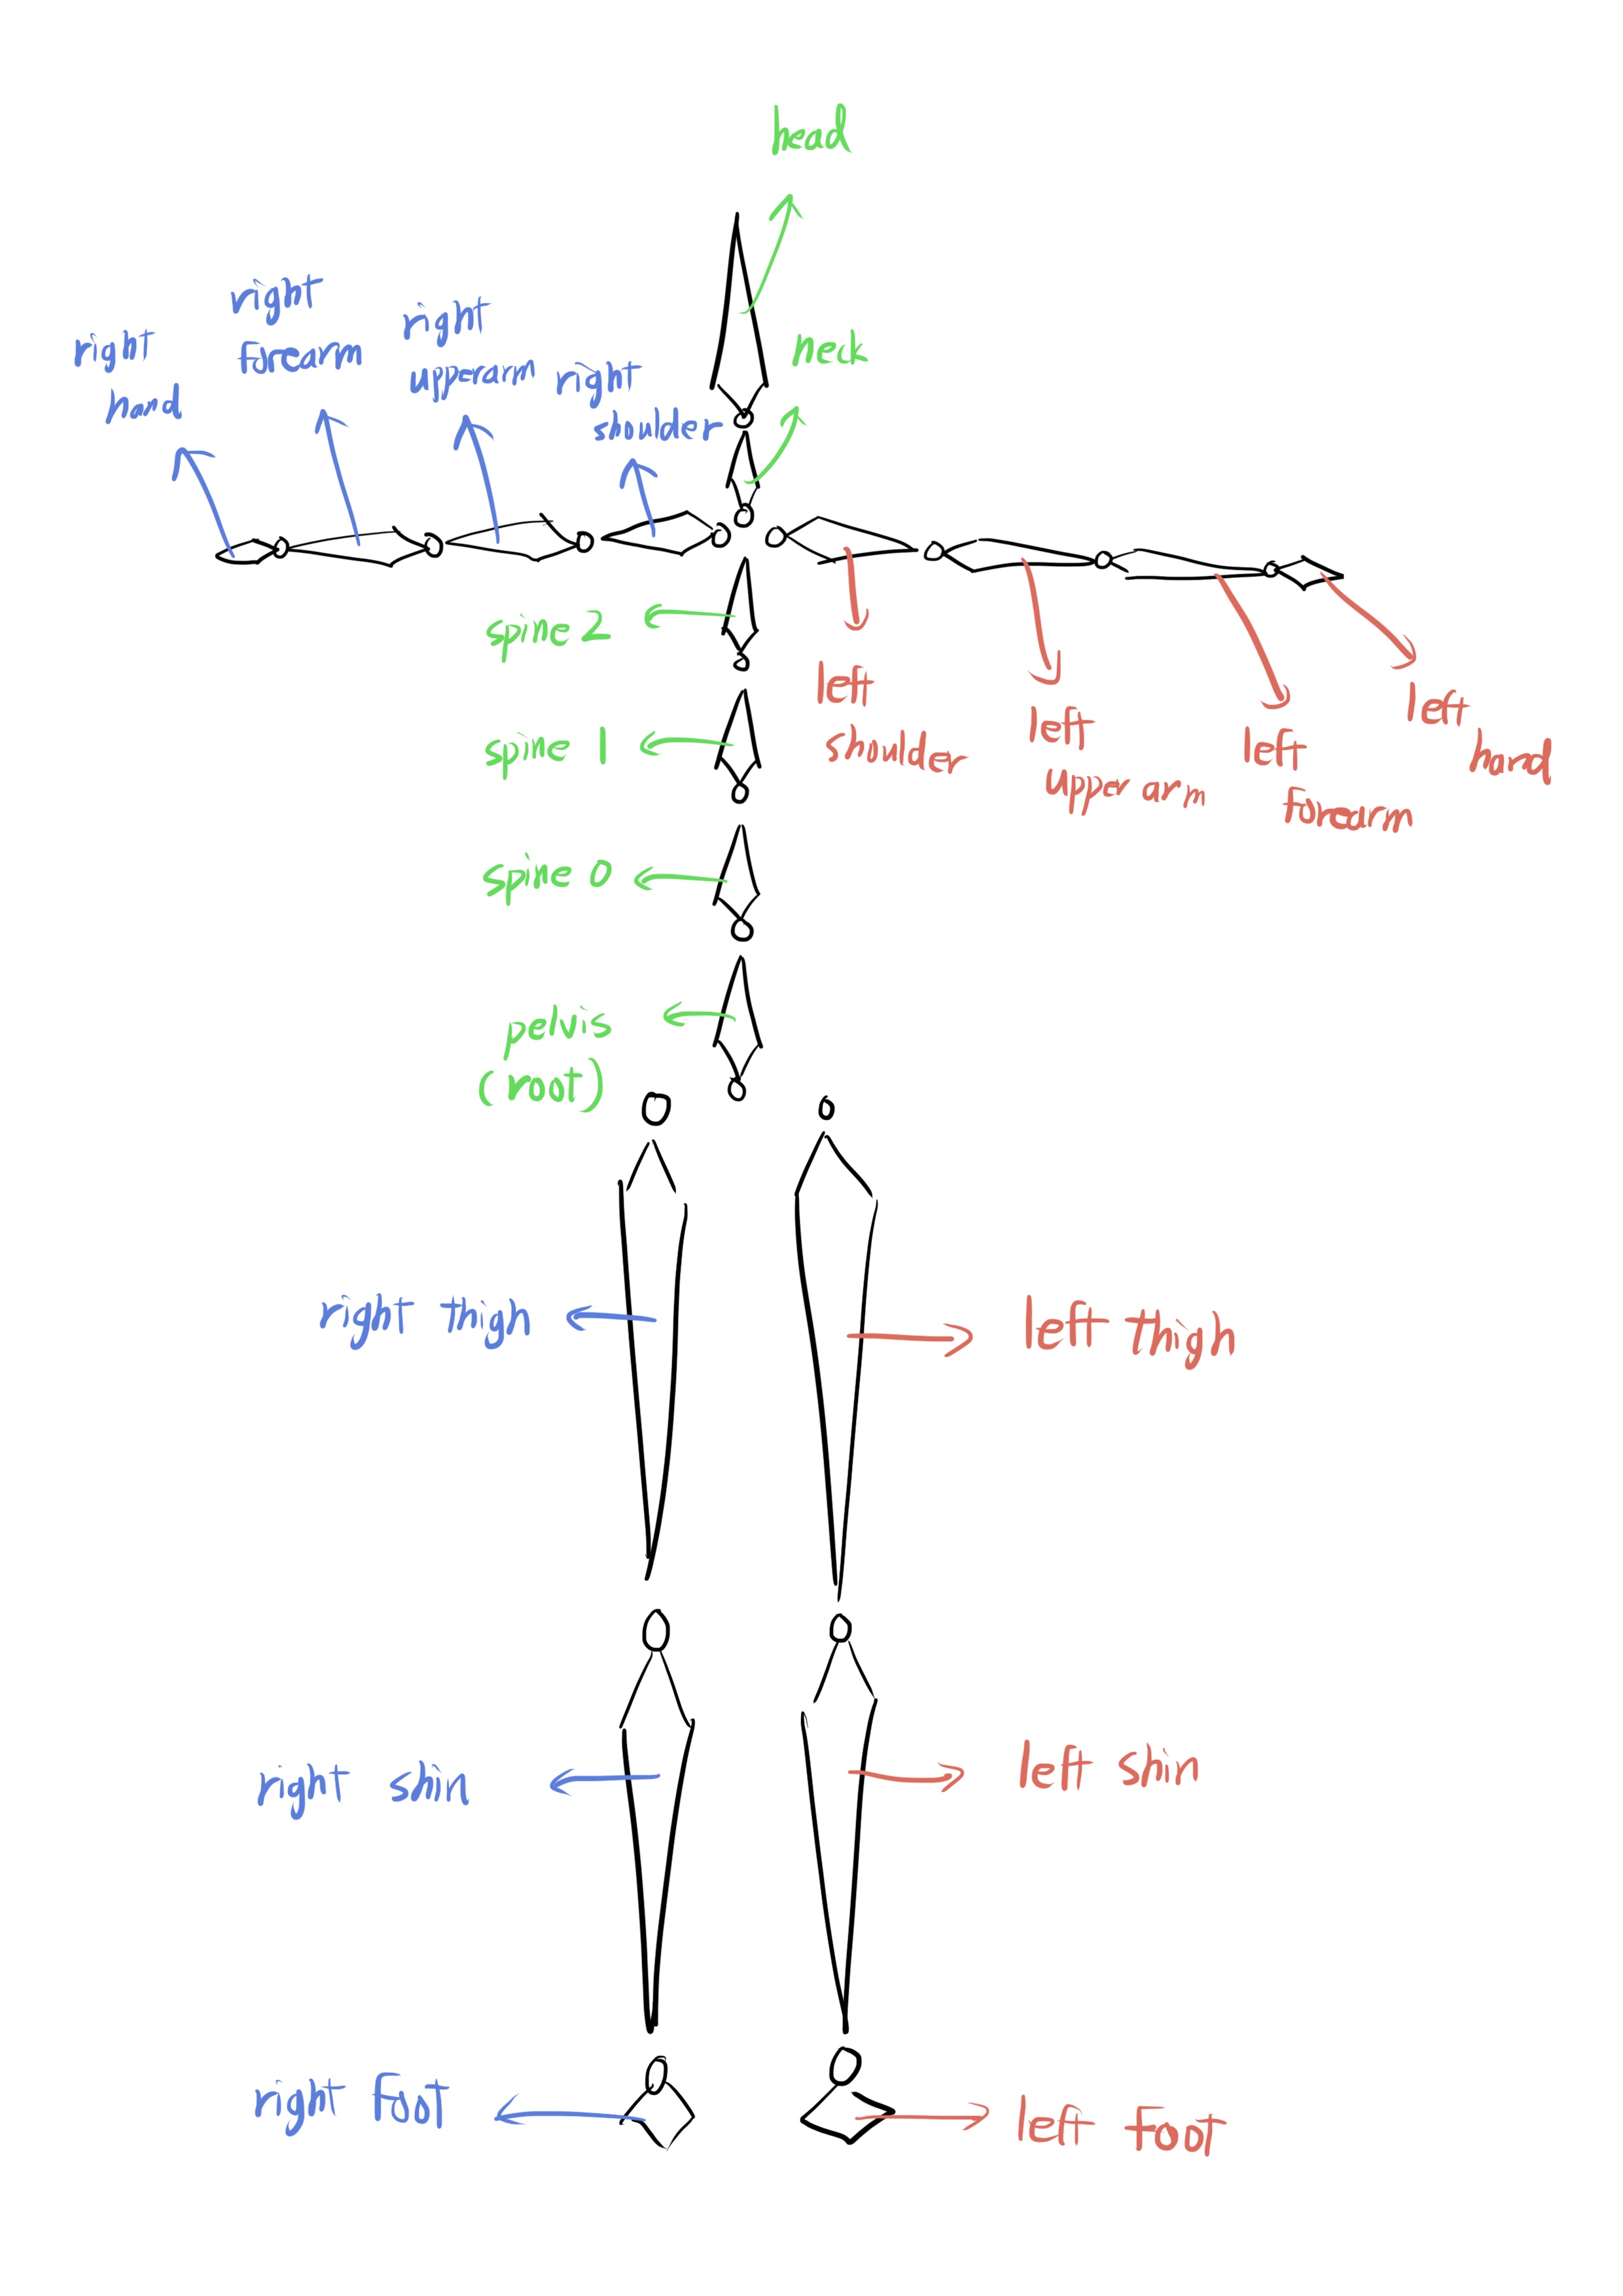 head
right
forearm
right
upperarm
right
hand
neck
right
shoulder
spine 2
left
shoulder
left
upper arm
left
forearm
left
hand
spine 1
spine 0
pelvis
(root)
right thigh
left thigh
right shin
left shin
right foot
left foot